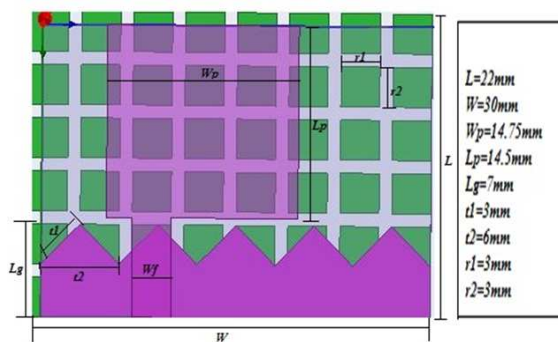 Wp
r1
r2
Lp
L
t1
Lg
t2
Wf
W
L=22mm
W=30mm
Wp=14.75mm
Lp=14.5mm
Lg=7mm
t1=3mm
t2=6mm
r1=3mm
r2=3mm